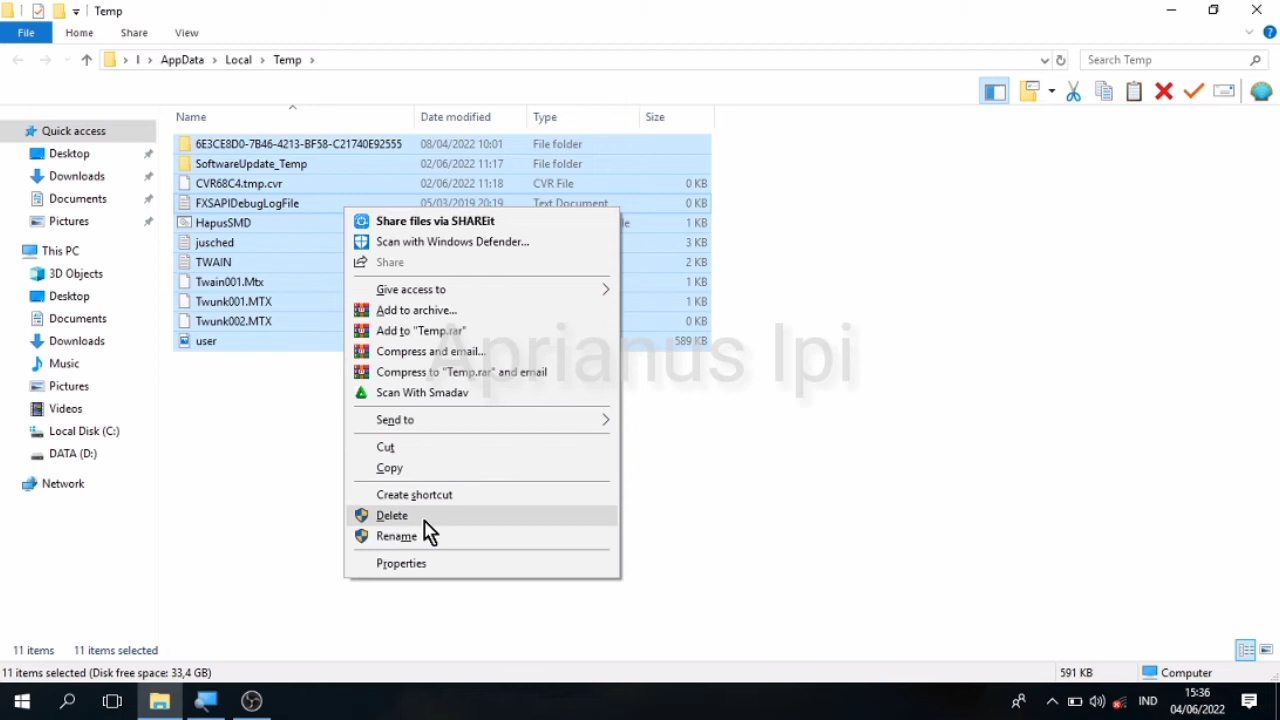 Temp
File Home Share View
I AppData Local Temp
Search Temp
Name Date modified Type Size
Quick access
Desktop
Downloads
Documents
Pictures
This PC
3D Objects
Desktop
Documents
Downloads
Music
Pictures
Videos
Local Disk (C:)
DATA (D:)
Network
6E3CE8D0-7B46-4213-BF58-C21740E92555 08/04/2022 10:01 File folder
SoftwareUpdate_Temp 02/06/2022 11:17 File folder
CVR68C4.tmp.cvr 02/06/2022 11:18 CVR File 0 KB
FXSAPIDebugLogFile 05/03/2019 20:19 Text Document 0 KB
HapusSMD 1 KB
jusched 3 KB
TWAIN 2 KB
Twain001.Mtx 1 KB
Twunk001.MTX 1 KB
Twunk002.MTX 0 KB
user 589 KB
Share files via SHAREit
Scan with Windows Defender...
Share
Give access to
Add to archive...
Add to "Temp.rar"
Compress and email...
Compress to "Temp.rar" and email
Scan With Smadav
Send to
Cut
Copy
Create shortcut
Delete
Rename
Properties
Aprianus Ipi
11 items 11 items selected
11 items selected (Disk free space: 33,4 GB) 591 KB Computer
IND
15:36
04/06/2022